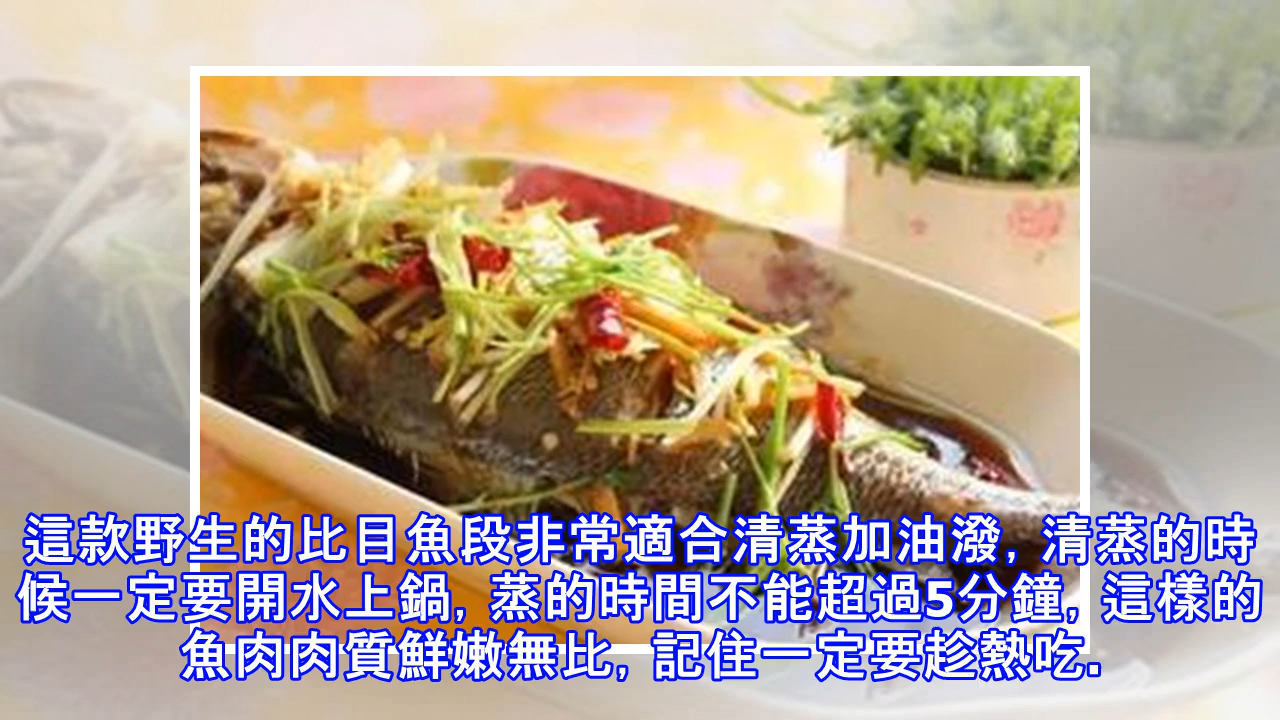 這款野生的比目魚段非常適合清蒸加油潑, 清蒸的時
候一定要開水上鍋, 蒸的時間不能超過5分鐘, 這樣的
魚肉肉質鮮嫩無比, 記住一定要趁熱吃.